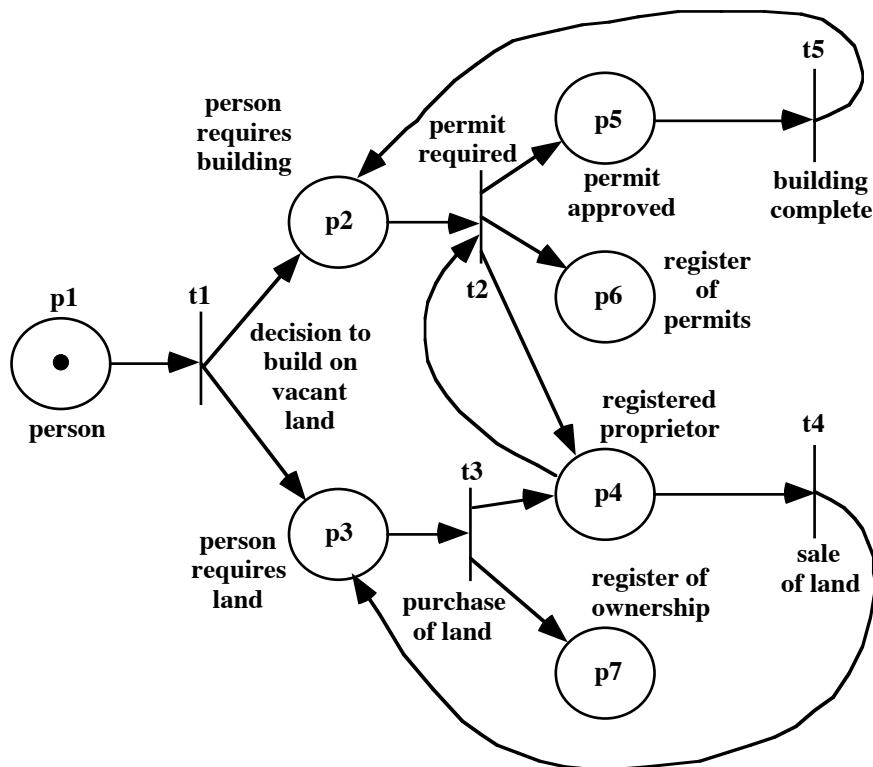 t5
person
requires
building
permit
required
p5
permit
approved
building
complete
p2
p1
t1
t2
p6
register
of
permits
decision to
build on
vacant
land
person
registered
proprietor
t4
t3
p4
p3
person
requires
land
purchase
of land
sale
of land
register of
ownership
p7